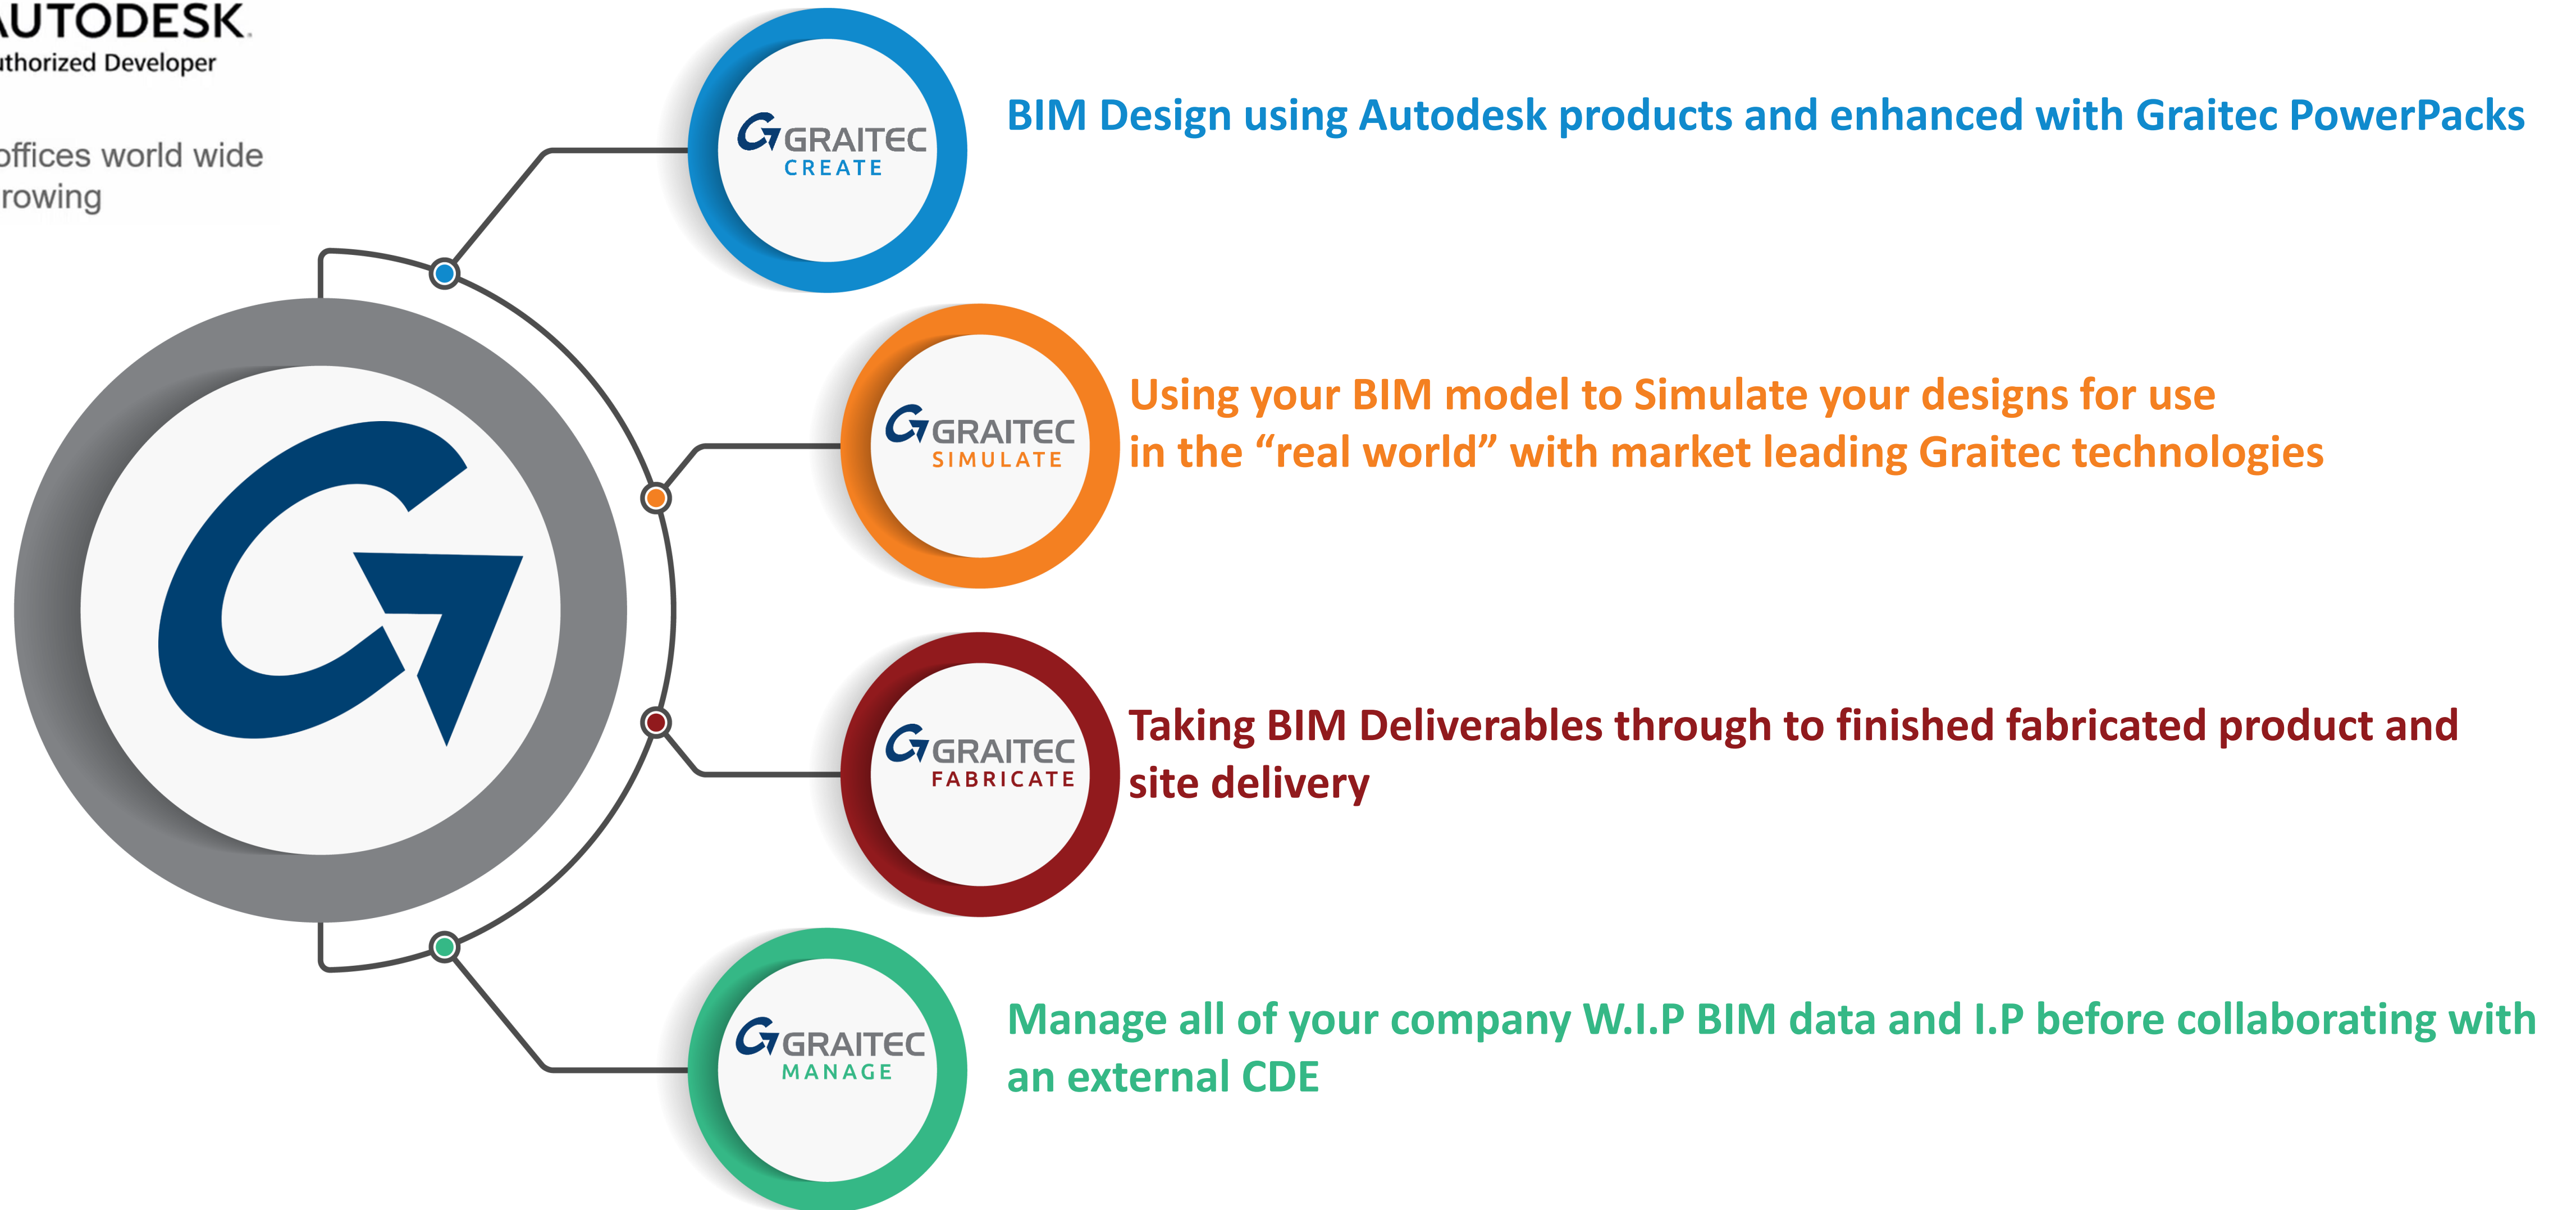 AUTODESK.
uthorized Developer
offices world wide
rowing
GRAITEC
CREATE
BIM Design using Autodesk products and enhanced with Graitec PowerPacks
GRAITEC
SIMULATE
Using your BIM model to Simulate your designs for use
in the “real world” with market leading Graitec technologies
GRAITEC
FABRICATE
Taking BIM Deliverables through to finished fabricated product and
site delivery
GRAITEC
MANAGE
Manage all of your company W.I.P BIM data and I.P before collaborating with
an external CDE